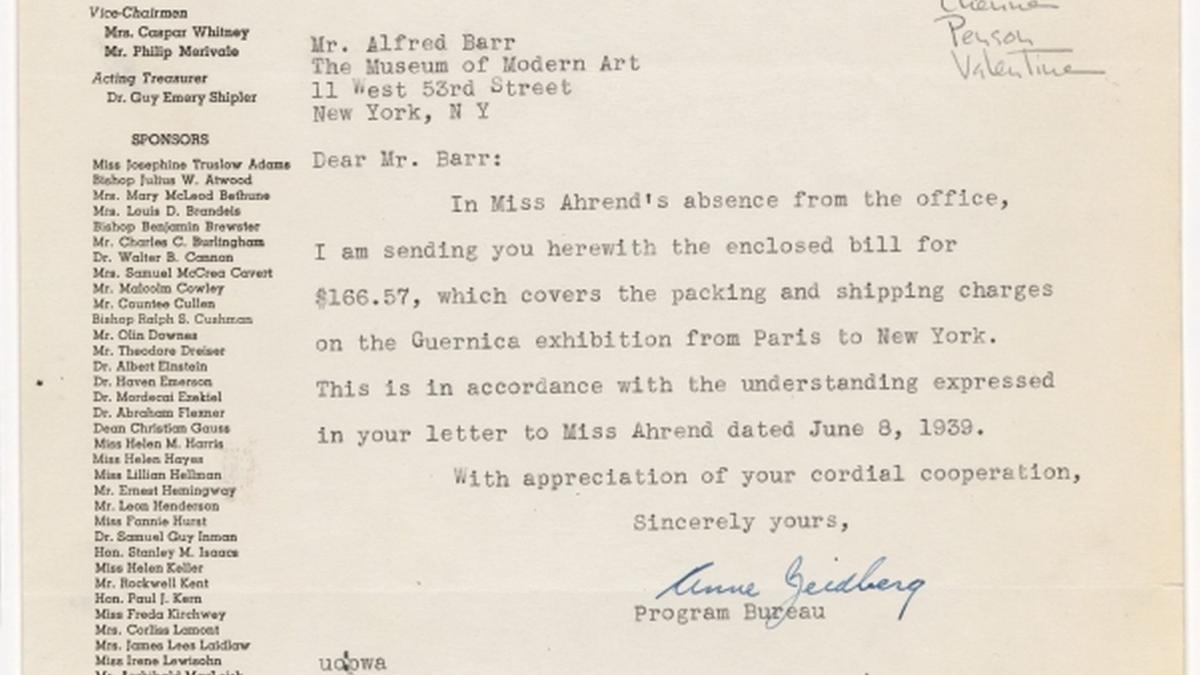 Vice-Chairmen
Mrs. Caspar Whitney
Mr. Philip Merivale
Acting Treasurer
Dr. Guy Emery Shipler
SPONSORS
Miss Josephine Truslow Adams
Bishop Julius W. Atwood
Mrs. Mary McLeod Bethune
Mrs. Louis D. Brandeis
Bishop Benjamin Brewster
Mr. Charles C. Burlingham
Dr. Walter B. Cannon
Mrs. Samuel McCrea Cavert
Mr. Malcolm Cowley
Mr. Countee Cullen
Bishop Ralph S. Cushman
Mr. Olin Downes
Mr. Theodore Dreiser
Dr. Albert Einstein
Dr. Haven Emerson
Dr. Mordecai Ezekiel
Dr. Abraham Flexner
Dean Christian Gauss
Miss Helen M. Harris
Miss Helen Hayes
Miss Lillian Hellman
Mr. Ernest Hemingway
Mr. Leon Henderson
Miss Fannie Hurst
Dr. Samuel Guy Inman
Hon. Stanley M. Isaacs
Miss Helen Keller
Mr. Rockwell Kent
Hon. Paul J. Kern
Miss Freda Kirchwey
Mrs. Corliss Lamont
Mrs. James Lees Laidlaw
Miss Irene Lewisohn
Penson
Valentine
Mr. Alfred Barr
The Museum of Modern Art
11 West 53rd Street
New York, N Y
Dear Mr. Barr:
In Miss Ahrend's absence from the office,
I am sending you herewith the enclosed bill for
$166.57, which covers the packing and shipping charges
on the Guernica exhibition from Paris to New York.
This is in accordance with the understanding expressed
in your letter to Miss Ahrend dated June 8, 1939.
With appreciation of your cordial cooperation,
Sincerely yours,
Anne Zeidberg
Program Bureau